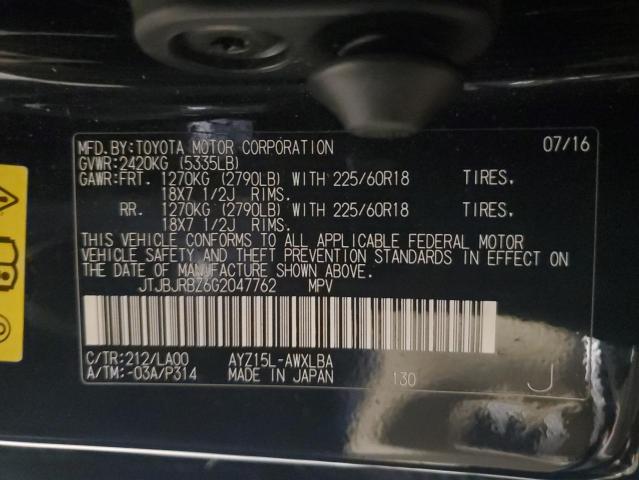 MFD.BY:TOYOTA MOTOR CORPORATION 07/16
GVWR:2420KG (5335LB)
GAWR:FRT. 1270KG (2790LB) WITH 225/60R18 TIRES,
18X7 1/2J RIMS.
RR. 1270KG (2790LB) WITH 225/60R18 TIRES,
18X7 1/2J RIMS.
THIS VEHICLE CONFORMS TO ALL APPLICABLE FEDERAL MOTOR
VEHICLE SAFETY AND THEFT PREVENTION STANDARDS IN EFFECT ON
THE DATE OF MANUFACTURE SHOWN ABOVE.
JTJBJRBZ6G2047762 MPV
C/TR:212/LA00 AYZ15L-AWXLBA
A/TM:-03A/P314 MADE IN JAPAN 130 J